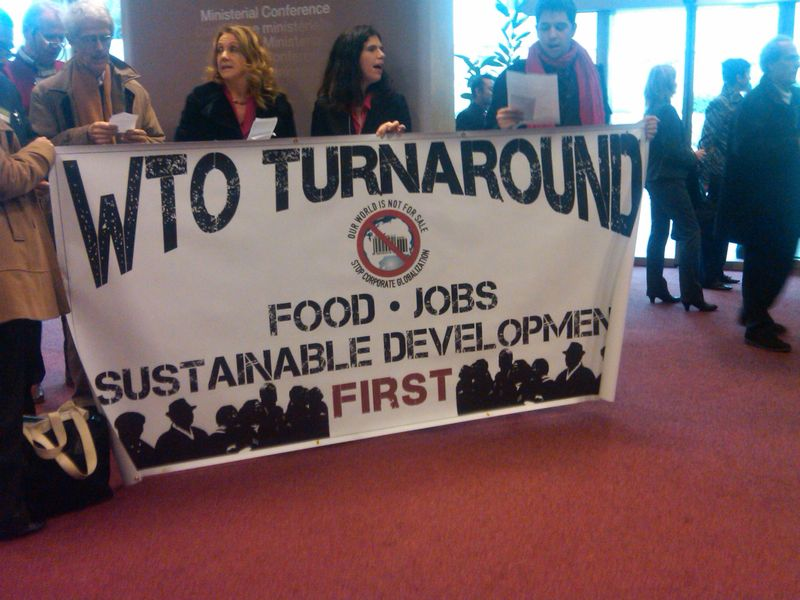 Ministerial Conference
WTO TURNAROUND
OUR WORLD IS NOT FOR SALE
STOP CORPORATE GLOBALIZATION
FOOD • JOBS
SUSTAINABLE DEVELOPMEN
FIRST